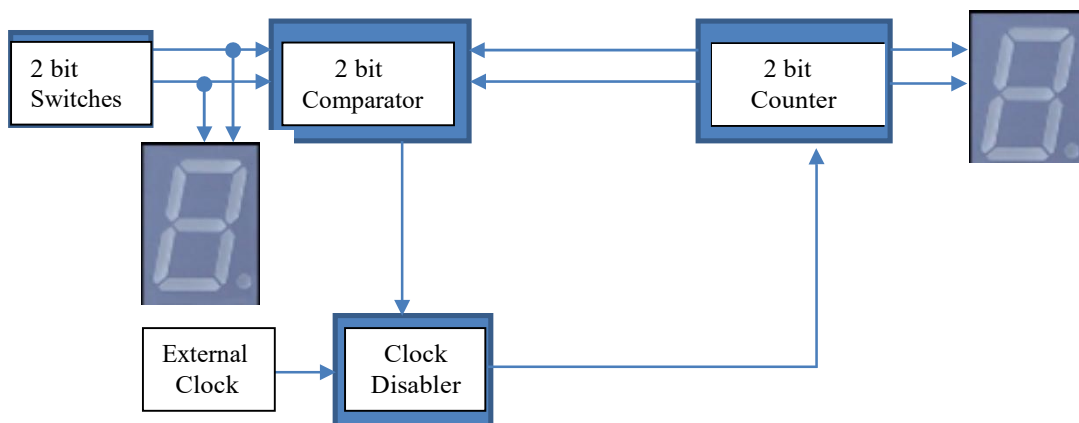 2 bit
Switches
2 bit
Comparator
2 bit
Counter
External
Clock
Clock
Disabler